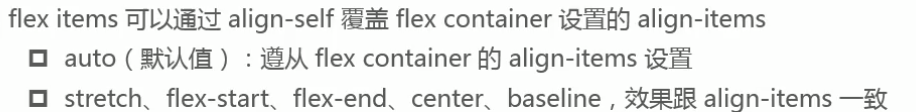 flex items 可以通过 align-self 覆盖 flex container 设置的 align-items
auto（默认值）：遵从 flex container 的 align-items 设置
stretch、flex-start、flex-end、center、baseline，效果跟 align-items 一致